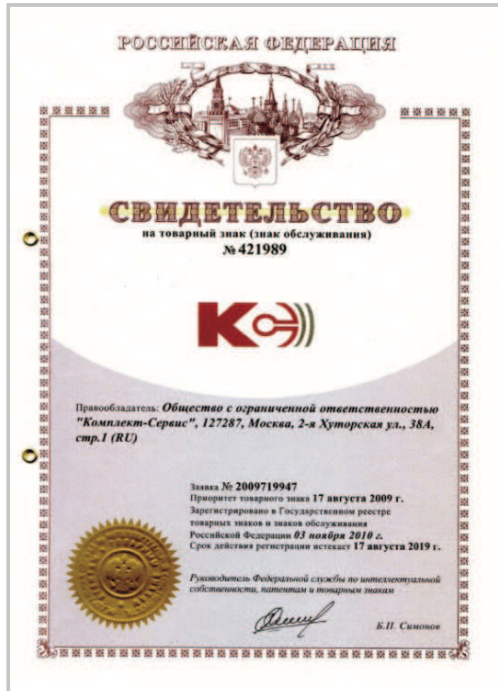 РОССИЙСКАЯ ФЕДЕРАЦИЯ
СВИДЕТЕЛЬСТВО
на товарный знак (знак обслуживания)
№ 421989
КС
Правообладатель: Общество с ограниченной ответственностью
"Комплект-Сервис", 127287, Москва, 2-я Хуторская ул., 38А,
стр.1 (RU)
Заявка № 2009719947
Приоритет товарного знака 17 августа 2009 г.
Зарегистрировано в Государственном реестре
товарных знаков и знаков обслуживания
Российской Федерации 03 ноября 2010 г.
Срок действия регистрации истекает 17 августа 2019 г.
Руководитель Федеральной службы по интеллектуальной
собственности, патентам и товарным знакам
Б.П. Симонов